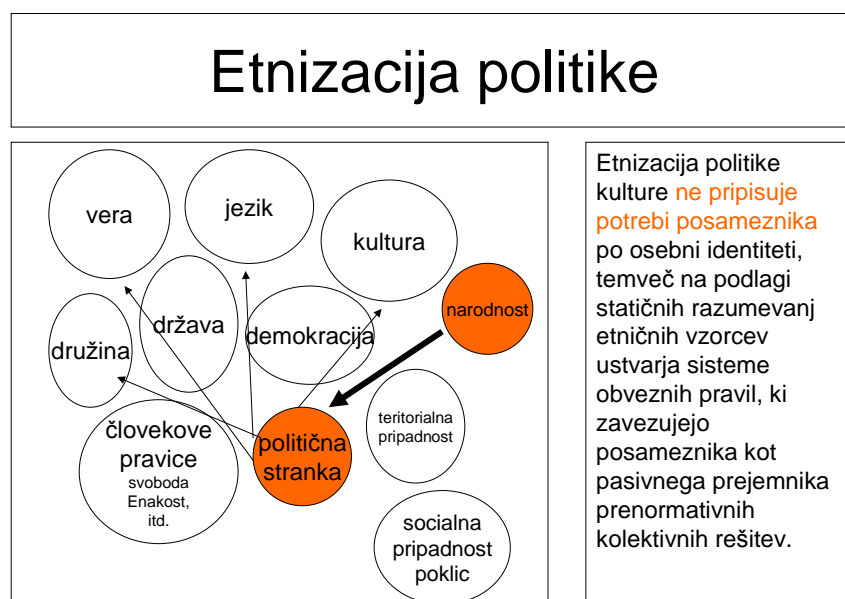 Etnizacija politike
vera
jezik
kultura
narodnost
država
demokracija
družina
človekove
pravice
svoboda
Enakost,
itd.
politična
stranka
teritorialna
pripadnost
socialna
pripadnost
poklic
Etnizacija politike
kulture ne pripisuje
potrebi posameznika
po osebni identiteti,
temveč na podlagi
statičnih razumevanj
etničnih vzorcev
ustvarja sisteme
obveznih pravil, ki
zavezujejo
posameznika kot
pasivnega prejemnika
prenormativnih
kolektivnih rešitev.